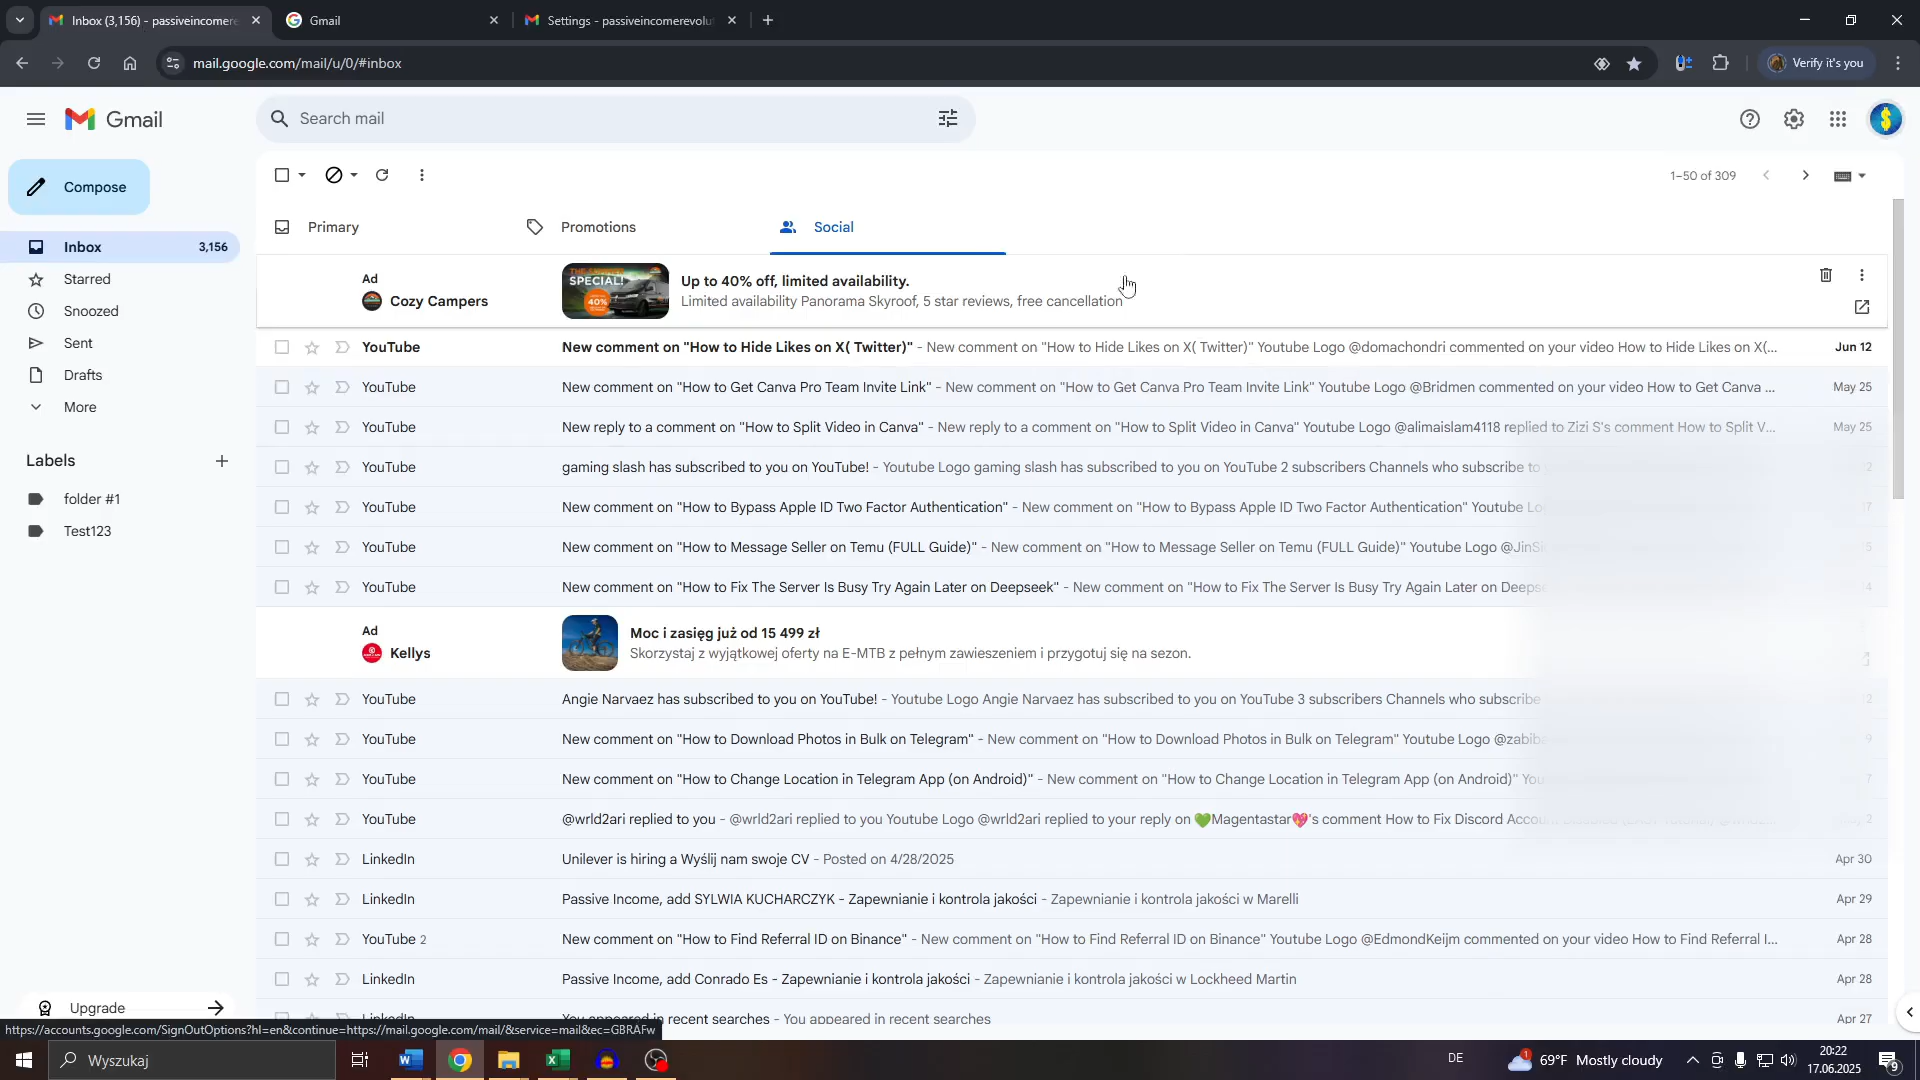 Inbox (3,156) - passiveincomerev
Gmail
Settings - passiveincomerevolu
mail.google.com/mail/u/0/#inbox
Verify it's you
Gmail
Search mail
Compose
Inbox 3,156
Starred
Snoozed
Sent
Drafts
More
Labels
folder #1
Test123
Upgrade
1–50 of 309
Primary
Promotions
Social
Ad
Cozy Campers
SPECIAL!
40%
Up to 40% off, limited availability.
Limited availability Panorama Skyroof, 5 star reviews, free cancellation
YouTube New comment on "How to Hide Likes on X( Twitter)" - New comment on "How to Hide Likes on X( Twitter)" Youtube Logo @domachondri commented on your video How to Hide Likes on X(... Jun 12
YouTube New comment on "How to Get Canva Pro Team Invite Link" - New comment on "How to Get Canva Pro Team Invite Link" Youtube Logo @Bridmen commented on your video How to Get Canva ... May 25
YouTube New reply to a comment on "How to Split Video in Canva" - New reply to a comment on "How to Split Video in Canva" Youtube Logo @alimaislam4118 replied to Zizi S's comment How to Split V... May 25
YouTube gaming slash has subscribed to you on YouTube! - Youtube Logo gaming slash has subscribed to you on YouTube 2 subscribers Channels who subscribe to
YouTube New comment on "How to Bypass Apple ID Two Factor Authentication" - New comment on "How to Bypass Apple ID Two Factor Authentication" Youtube
YouTube New comment on "How to Message Seller on Temu (FULL Guide)" - New comment on "How to Message Seller on Temu (FULL Guide)" Youtube Logo
YouTube New comment on "How to Fix The Server Is Busy Try Again Later on Deepseek" - New comment on "How to Fix The Server Is Busy Try Again Later on
Ad
Kellys
Moc i zasięg już od 15 499 zł
Skorzystaj z wyjątkowej oferty na E-MTB z pełnym zawieszeniem i przygotuj się na sezon.
YouTube Angie Narvaez has subscribed to you on YouTube! - Youtube Logo Angie Narvaez has subscribed to you on YouTube 3 subscribers Channels who subscribe
YouTube New comment on "How to Download Photos in Bulk on Telegram" - New comment on "How to Download Photos in Bulk on Telegram" Youtube Logo
YouTube New comment on "How to Change Location in Telegram App (on Android)" - New comment on "How to Change Location in Telegram App (on Android)"
YouTube @wrld2ari replied to you - @wrld2ari replied to you Youtube Logo @wrld2ari replied to your reply on 💚Magentastar💖's comment How to Fix Discord
LinkedIn Unilever is hiring a Wyślij nam swoje CV - Posted on 4/28/2025 Apr 30
LinkedIn Passive Income, add SYLWIA KUCHARCZYK - Zapewnianie i kontrola jakości - Zapewnianie i kontrola jakości w Marelli Apr 29
YouTube 2 New comment on "How to Find Referral ID on Binance" - New comment on "How to Find Referral ID on Binance" Youtube Logo @EdmondKeijm commented on your video How to Find Referral I... Apr 28
LinkedIn Passive Income, add Conrado Es - Zapewnianie i kontrola jakości - Zapewnianie i kontrola jakości w Lockheed Martin Apr 28
LinkedIn You appeared in recent searches - You appeared in recent searches Apr 27
https://accounts.google.com/SignOutOptions?hl=en&continue=https://mail.google.com/mail/&service=mail&ec=GBRAFw
Wyszukaj
DE
1
69°F Mostly cloudy
20:22
17.06.2025
9